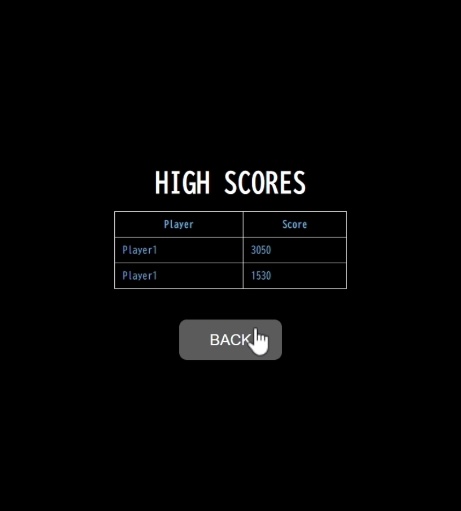 HIGH SCORES
Player Score
Player1 3050
Player1 1530
BACK